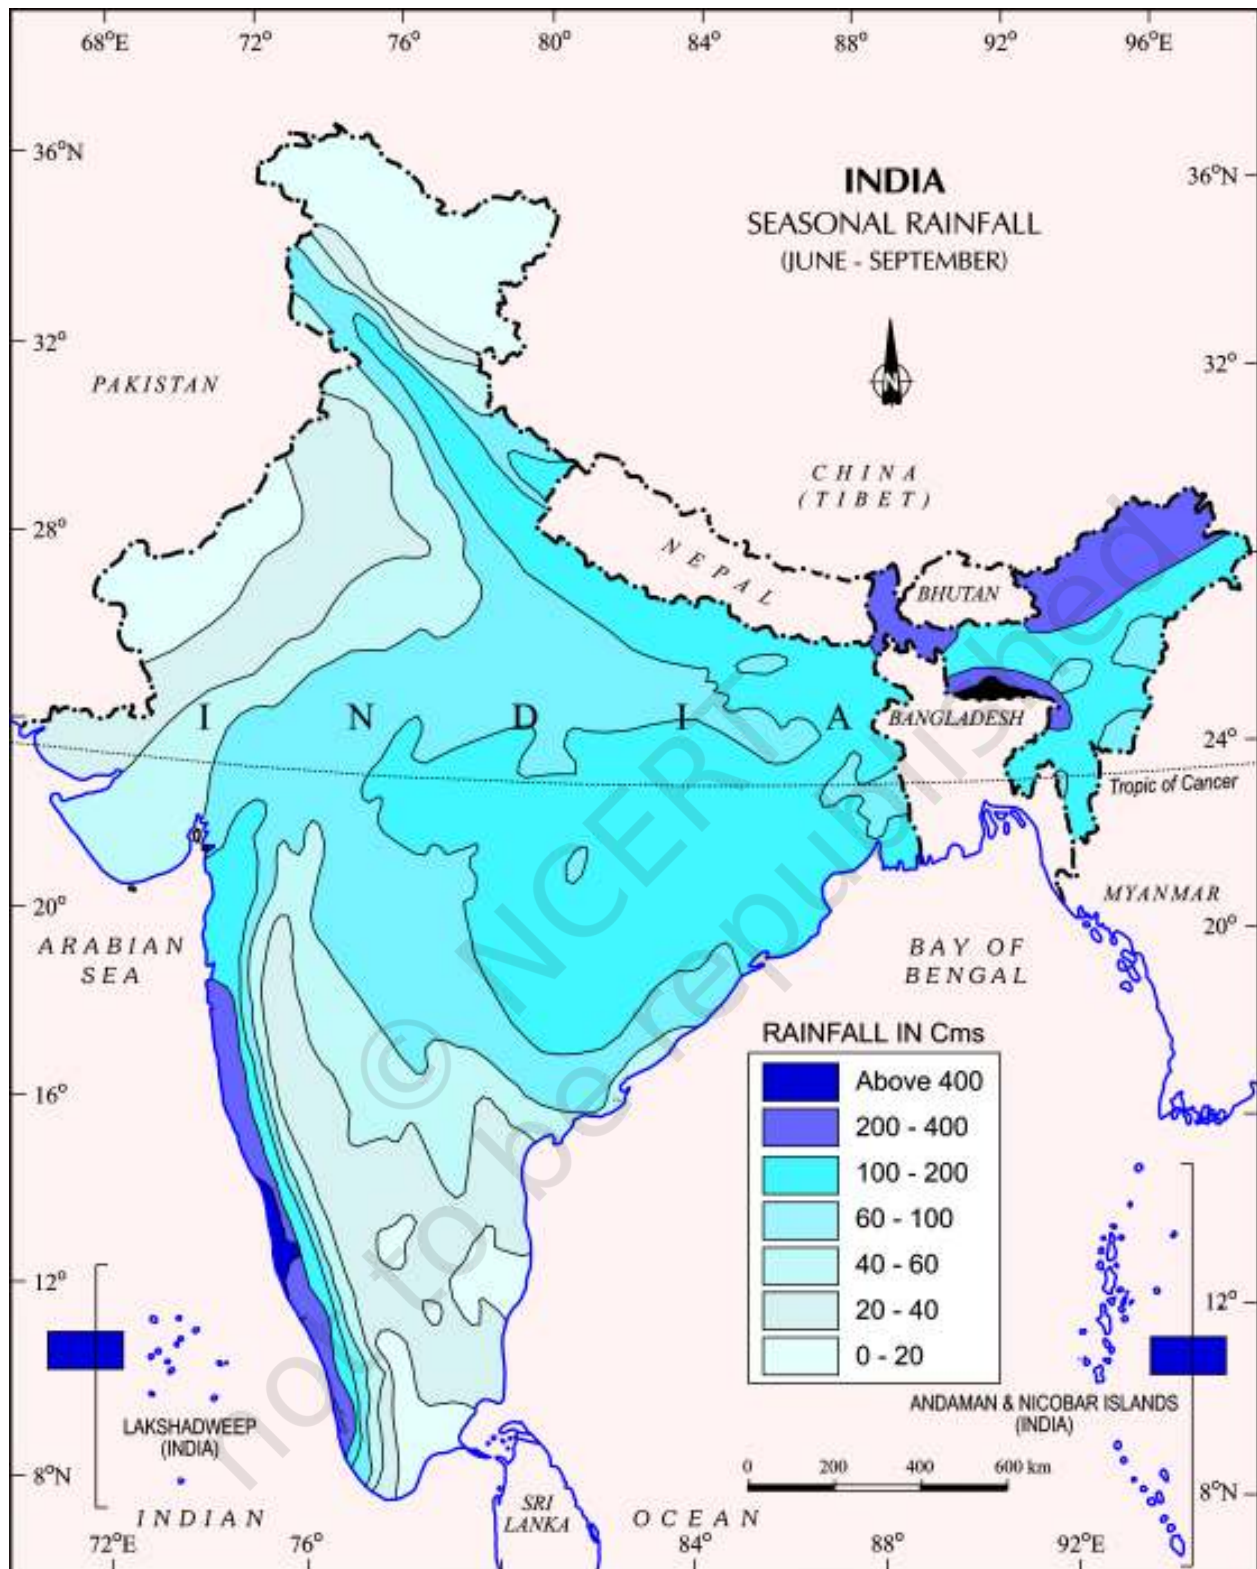 68°E 72° 76° 80° 84° 88° 92° 96°E
36°N
INDIA
SEASONAL RAINFALL
(JUNE - SEPTEMBER)
36°N
32°
N
32°
PAKISTAN
CHINA
(TIBET)
28°
NEPAL
BHUTAN
I N D I A
BANGLADESH
24°
Tropic of Cancer
MYANMAR
20°
20°
ARABIAN
SEA
BAY OF
BENGAL
© NCERT
not to be republished
RAINFALL IN Cms
Above 400
200 - 400
100 - 200
60 - 100
40 - 60
20 - 40
0 - 20
16°
12°
12°
LAKSHADWEEP
(INDIA)
ANDAMAN & NICOBAR ISLANDS
(INDIA)
0 200 400 600 km
8°N
8°N
SRI
LANKA
INDIAN OCEAN
72°E 76° 84° 88° 92°E